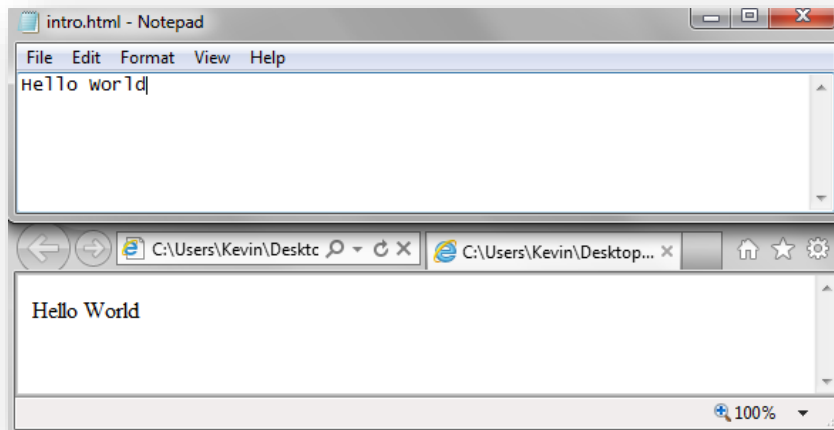 intro.html - Notepad
File Edit Format View Help
Hello World
C:\Users\Kevin\Desktc
C:\Users\Kevin\Desktop...
Hello World
100%